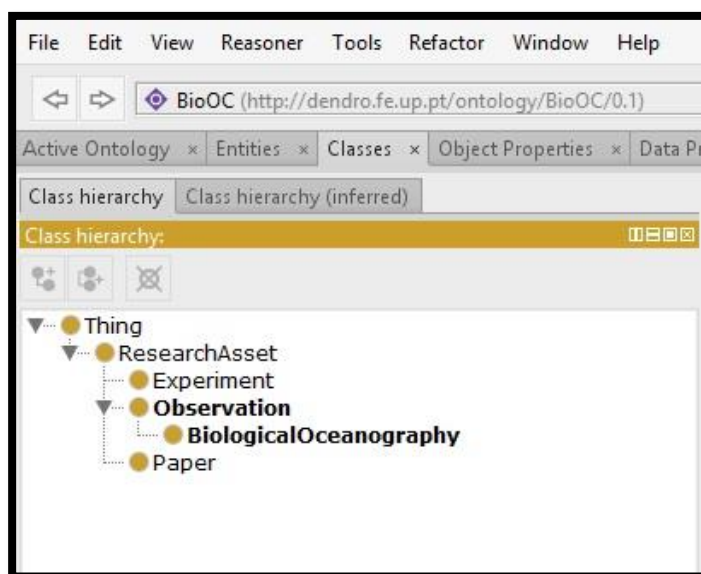 File Edit View Reasoner Tools Refactor Window Help
BioOC (http://dendro.fe.up.pt/ontology/BioOC/0.1)
Active Ontology × Entities × Classes × Object Properties × Data Pr
Class hierarchy Class hierarchy (inferred)
Class hierarchy:
Thing
ResearchAsset
Experiment
Observation
BiologicalOceanography
Paper